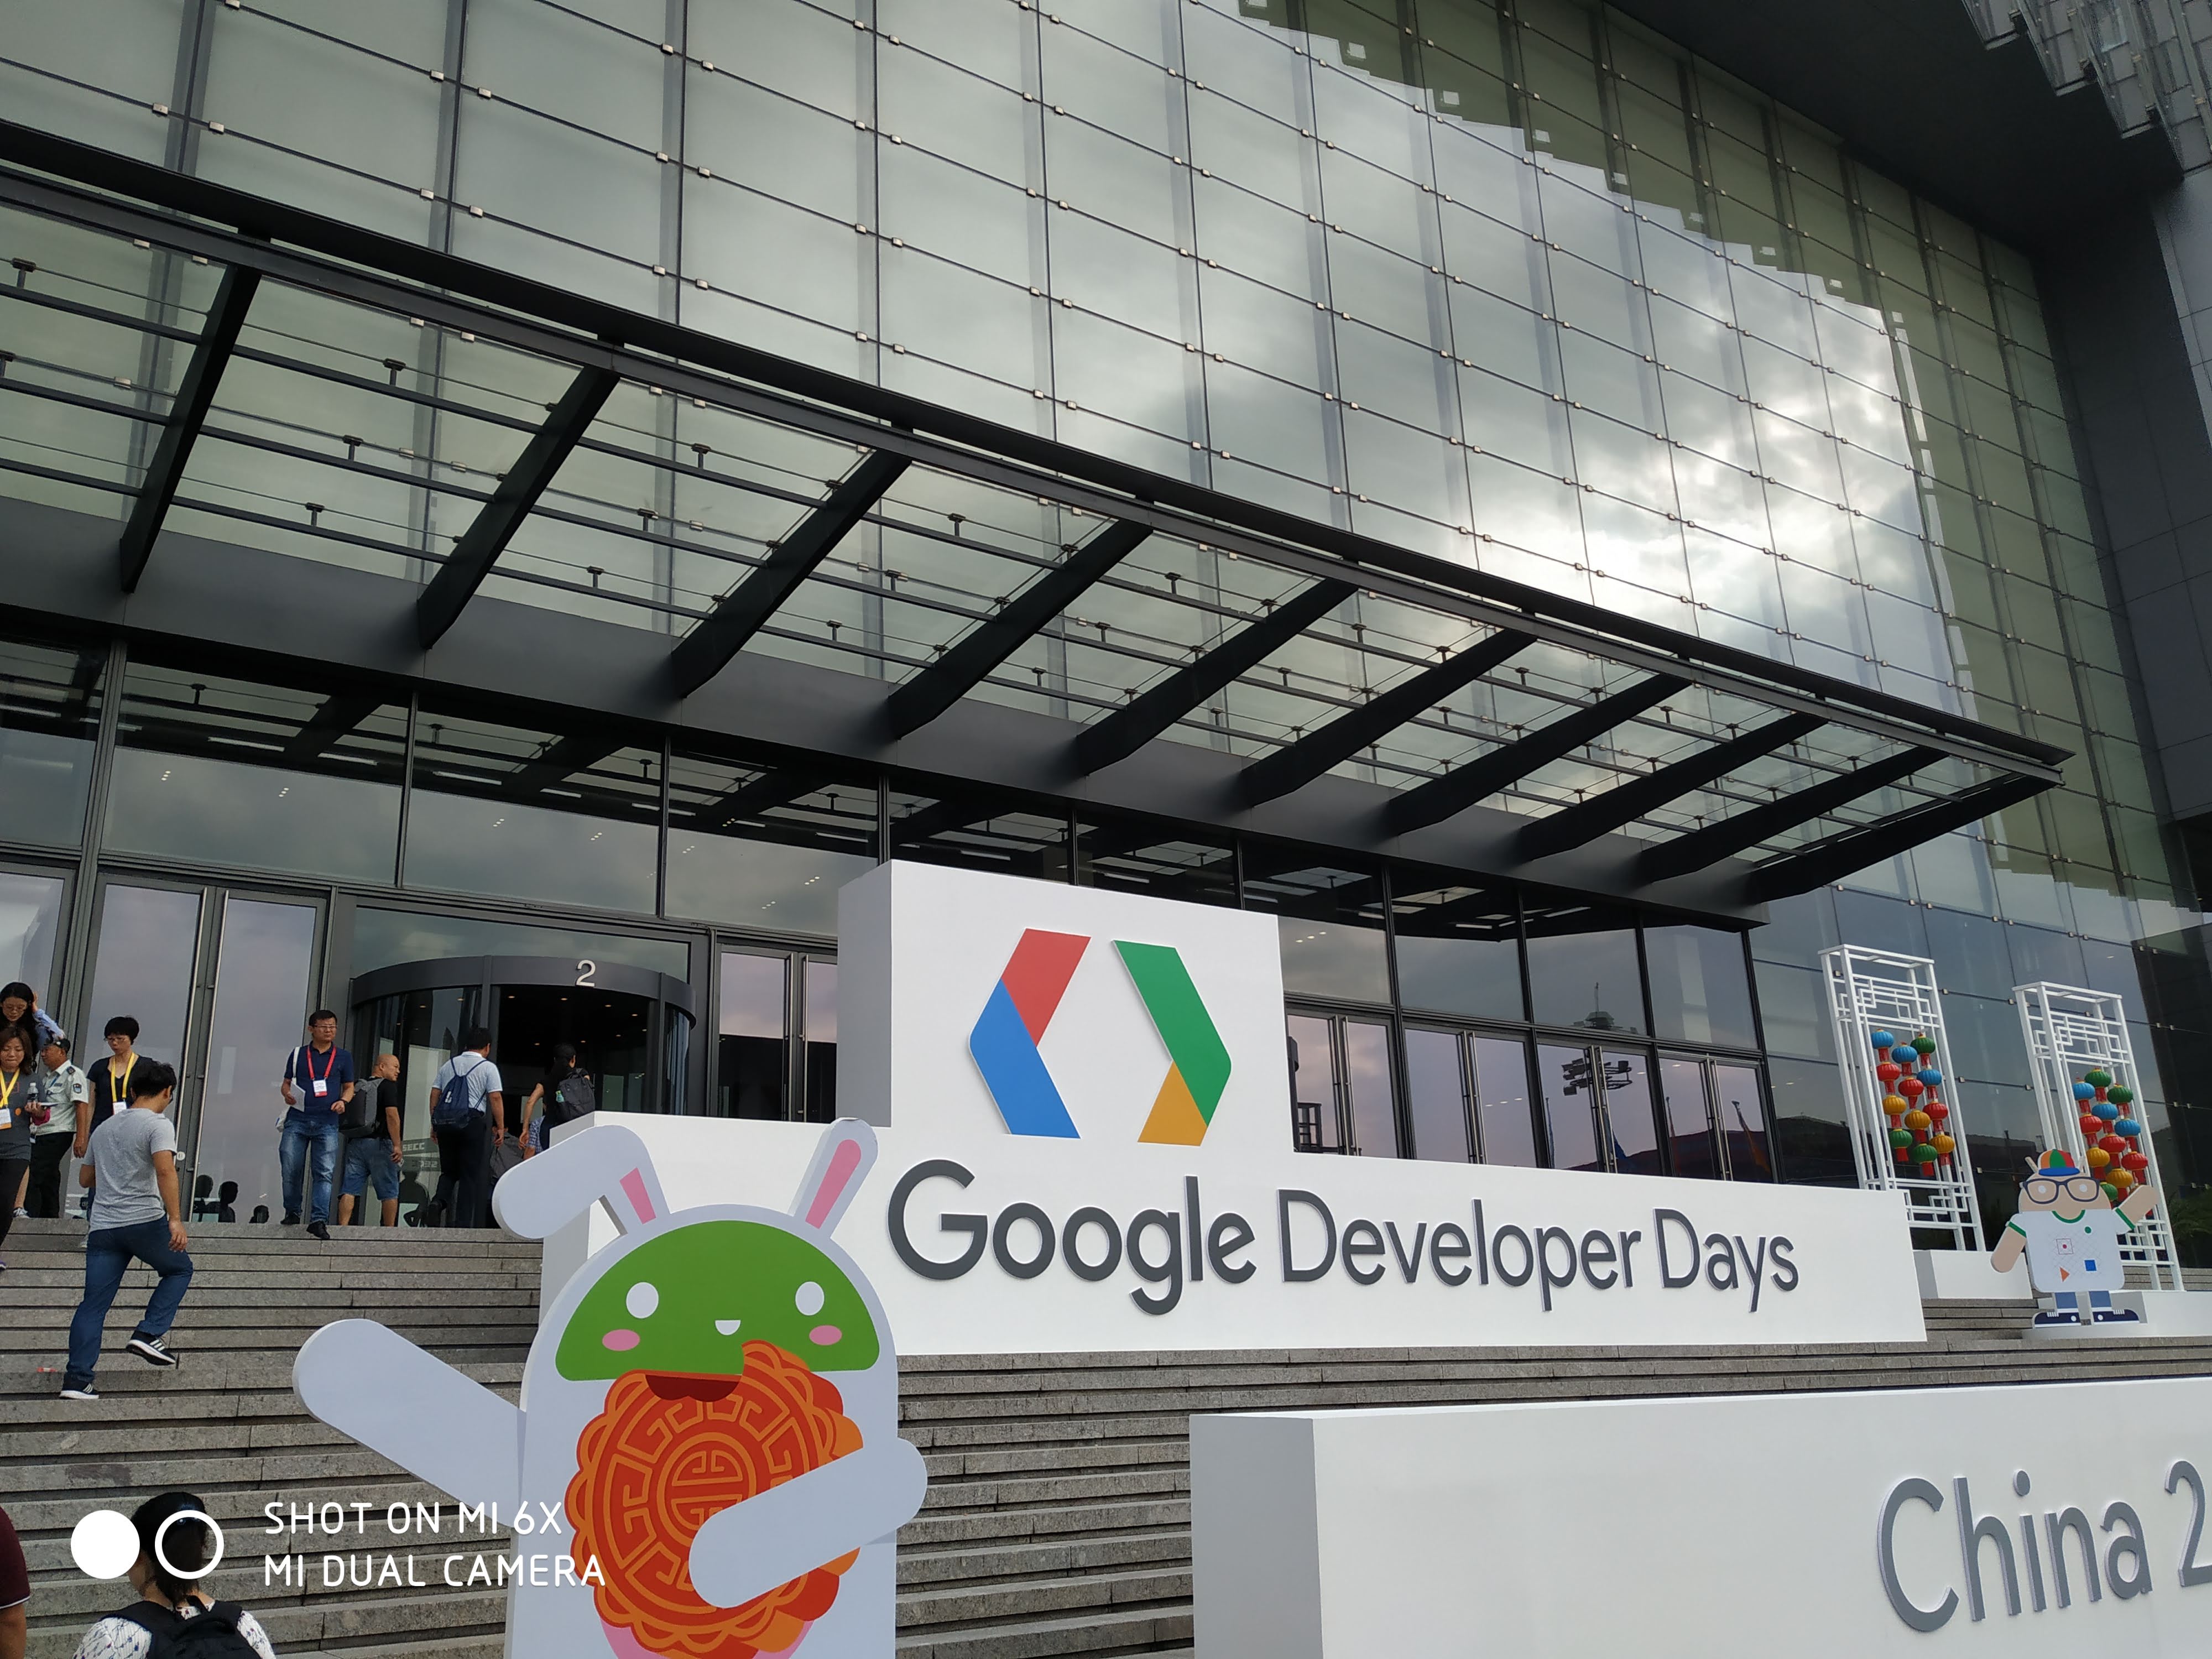 2
Google Developer Days
China 2
SHOT ON MI 6X
MI DUAL CAMERA